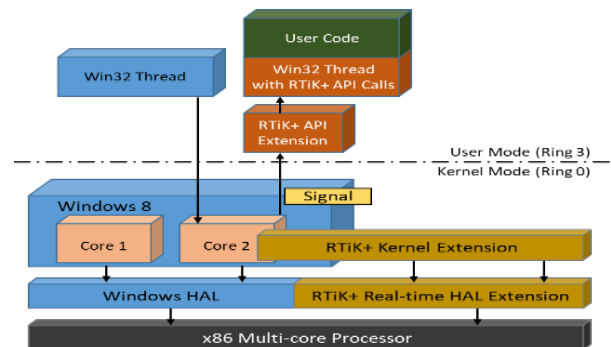 User Code
Win32 Thread
Win32 Thread
with RTiK+ API Calls
RTiK+ API
Extension
User Mode (Ring 3)
Kernel Mode (Ring 0)
Signal
Windows 8
Core 1
Core 2
RTiK+ Kernel Extension
Windows HAL
RTiK+ Real-time HAL Extension
x86 Multi-core Processor